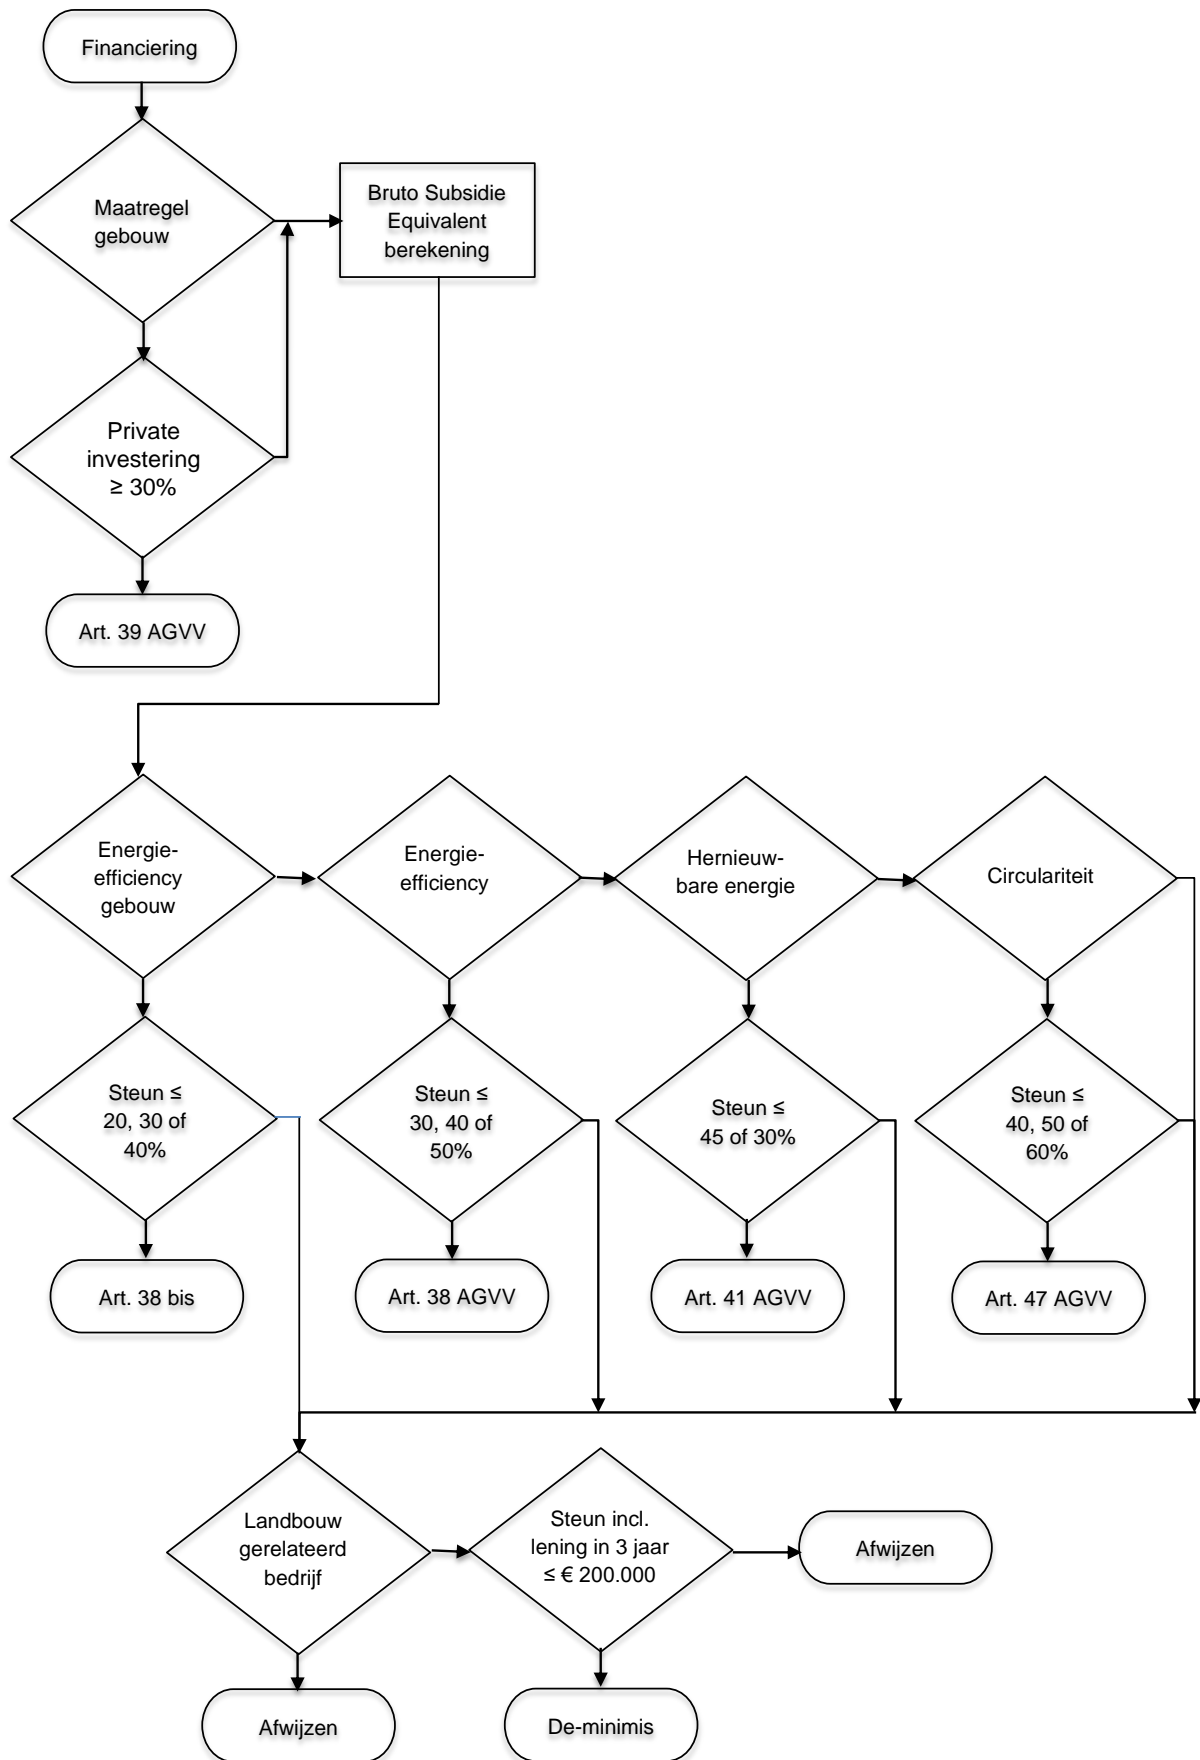 Financiering
Maatregel
gebouw
Bruto Subsidie
Equivalent
berekening
Private
investering
≥ 30%
Art. 39 AGVV
Energie-
efficiency
gebouw
Energie-
efficiency
Hernieuw-
bare energie
Circulariteit
Steun ≤
20, 30 of
40%
Steun ≤
30, 40 of
50%
Steun ≤
45 of 30%
Steun ≤
40, 50 of
60%
Art. 38 bis
Art. 38 AGVV
Art. 41 AGVV
Art. 47 AGVV
Landbouw
gerelateerd
bedrijf
Steun incl.
lening in 3 jaar
≤ € 200.000
Afwijzen
Afwijzen
De-minimis